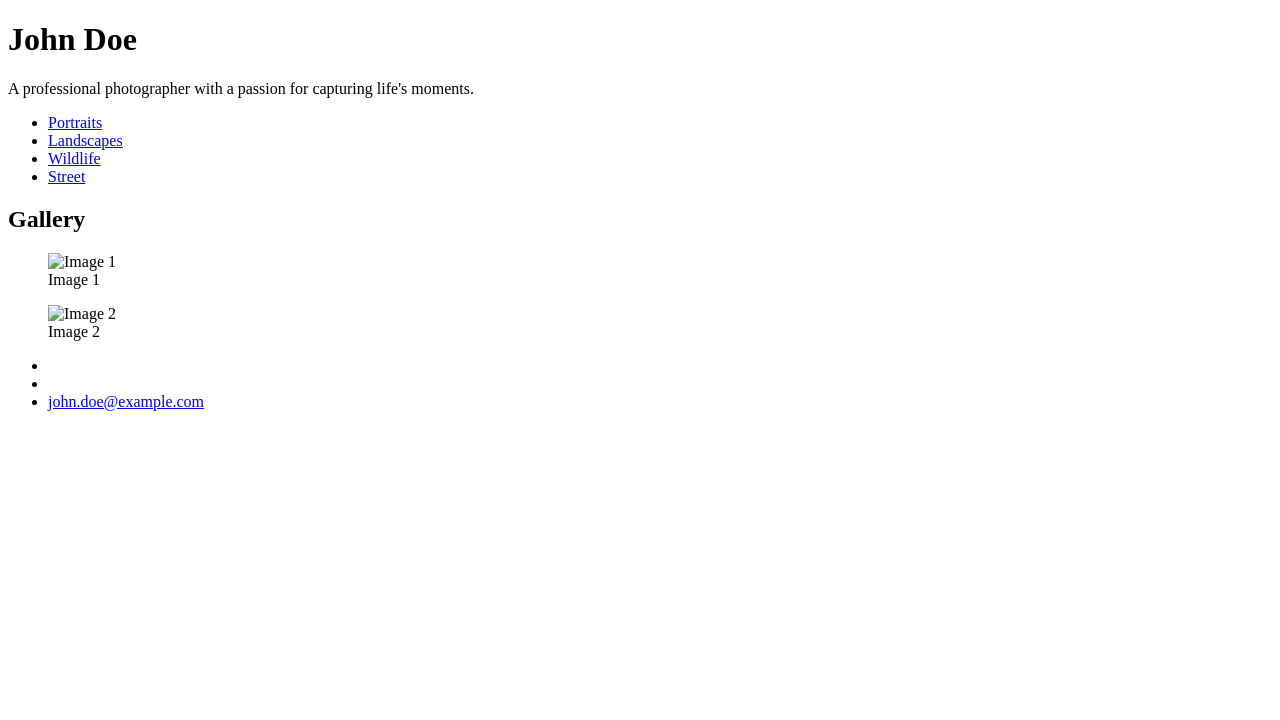 John Doe
A professional photographer with a passion for capturing life's moments.
Portraits
Landscapes
Wildlife
Street
Gallery
Image 1
Image 1
Image 2
Image 2
john.doe@example.com